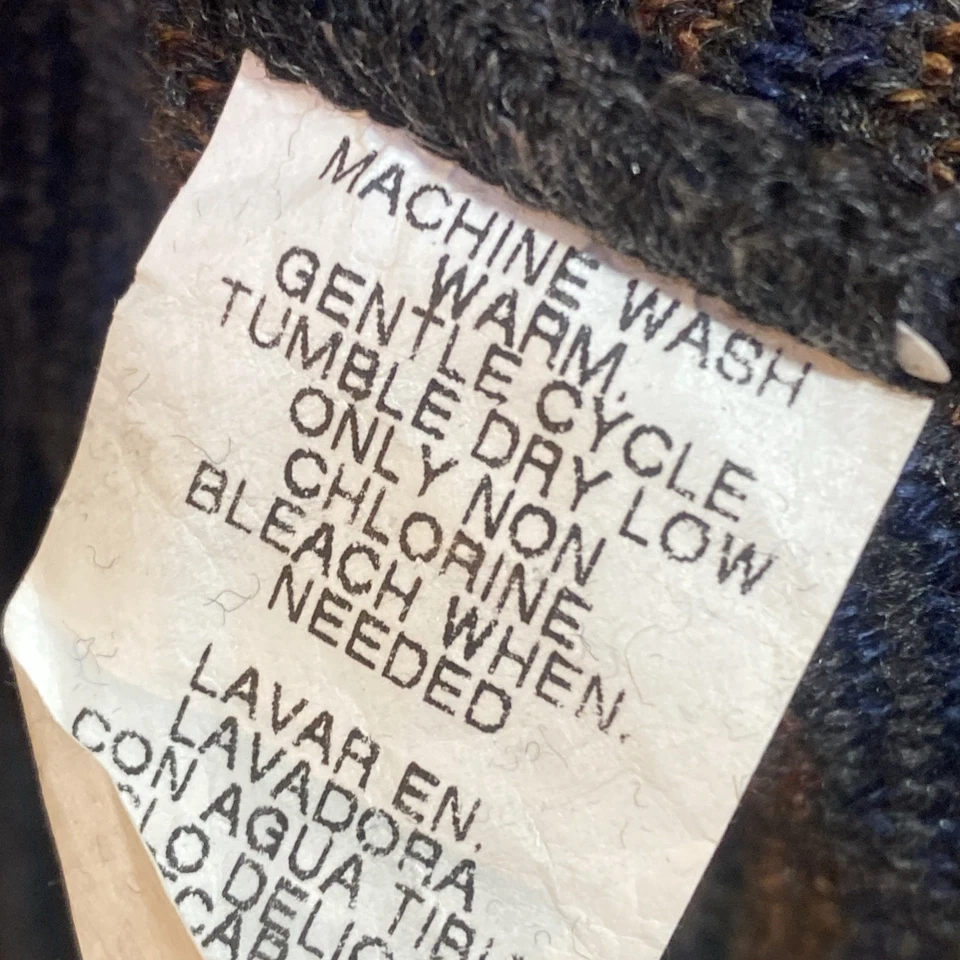 MACHINE WASH
WARM,
GENTLE CYCLE
TUMBLE DRY LOW
ONLY NON
CHLORINE
BLEACH WHEN.
NEEDED
LAVAR EN.
LAVADORA
CON AGUA